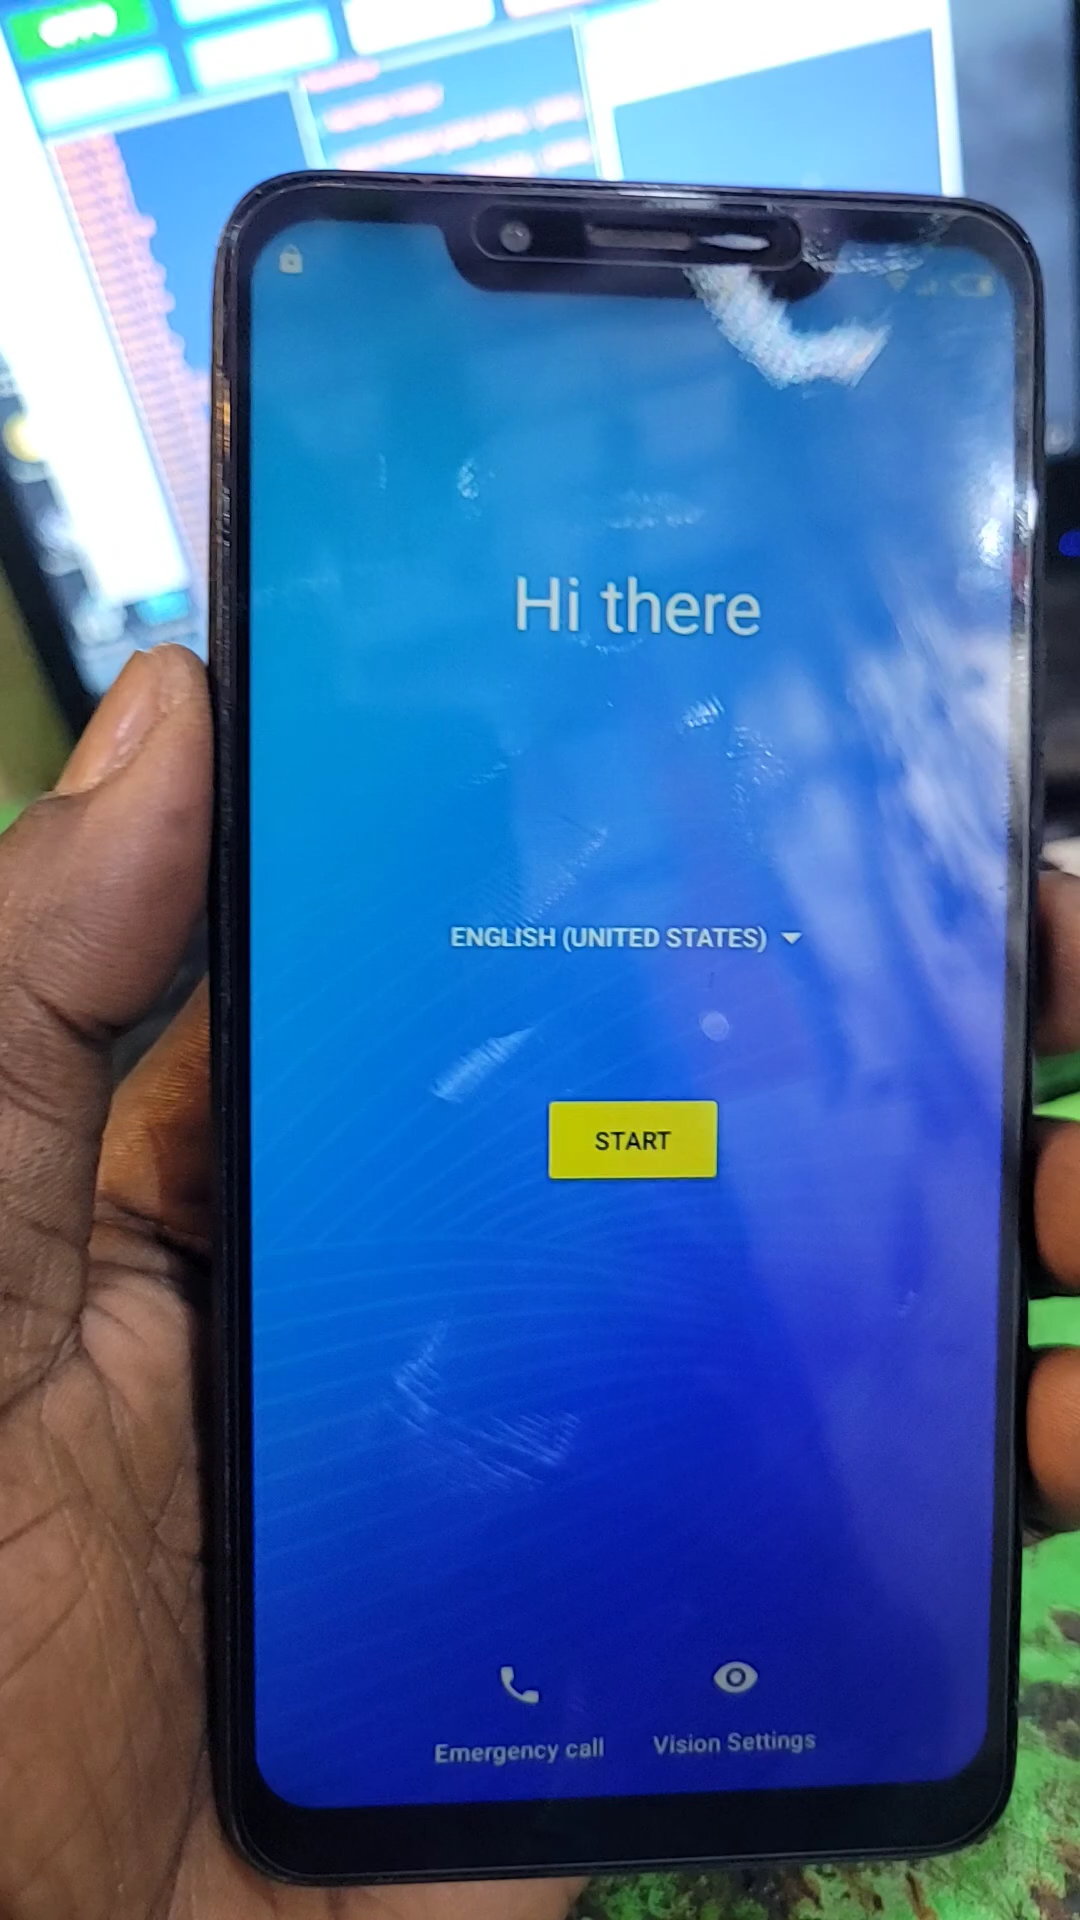 Hi there
ENGLISH (UNITED STATES)
START
Emergency call
Vision Settings